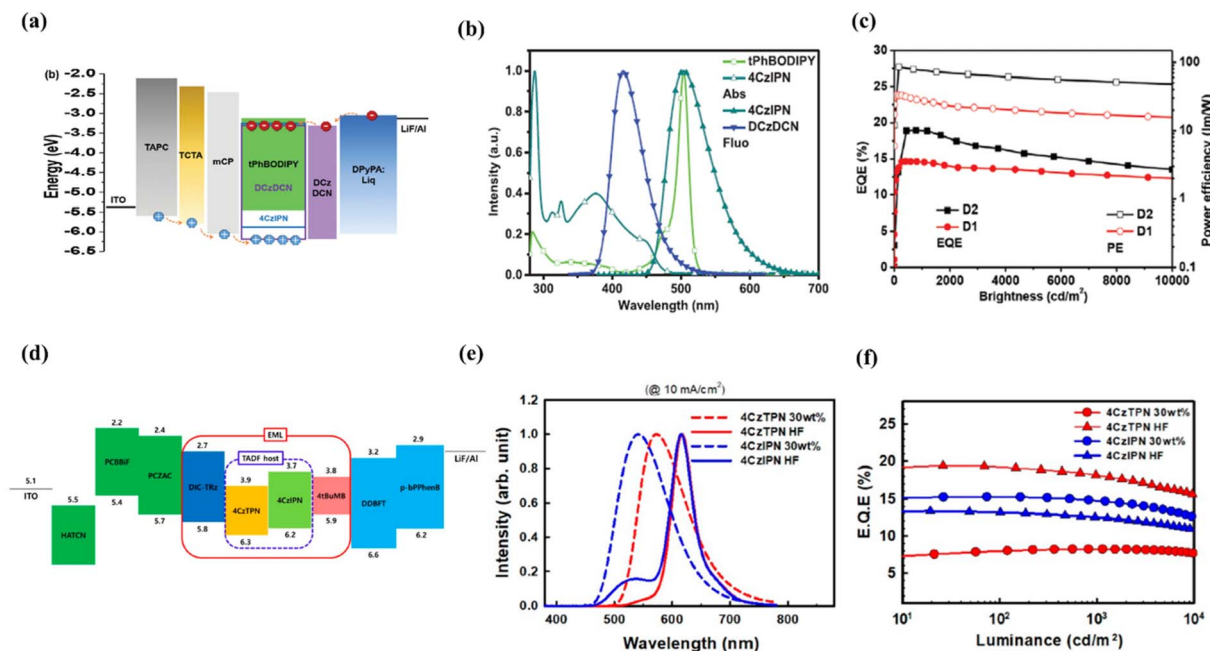 (a)
(b)
Energy (eV)
-2.0
-2.5
-3.0
-3.5
-4.0
-4.5
-5.0
-5.5
-6.0
-6.5
ITO
TAPC
TCTA
mCP
tPhBODIPY
DCzDCN
4CzIPN
DCz
DCN
DPyPA:
Liq
LiF/Al
(b)
Intensity (a.u.)
1.0
0.8
0.6
0.4
0.2
0.0
tPhBODIPY
4CzIPN
Abs
4CzIPN
DCzDCN
Fluo
300 400 500 600 700
Wavelength (nm)
(c)
EQE (%)
30
25
20
15
10
5
0
D2
D1
EQE
D2
D1
PE
100
10
1
0.1
Power efficiency (lm/W)
0 2000 4000 6000 8000 10000
Brightness (cd/m²)
(d)
5.1
ITO
5.5
HATCN
2.2
PCBBiF
5.4
2.4
PCZAC
5.7
EML
2.7
DIC-TRz
5.8
TADF host
3.9
4CzTPN
6.3
3.7
4CzIPN
6.2
3.8
4tBuMB
5.9
3.2
DDBFT
6.6
2.9
p-bPPhenB
6.2
LiF/Al
(e)
(@ 10 mA/cm²)
Intensity (arb. unit)
1.2
1.0
0.8
0.6
0.4
0.2
0.0
4CzTPN 30wt%
4CzTPN HF
4CzIPN 30wt%
4CzIPN HF
400 500 600 700 800
Wavelength (nm)
(f)
E.Q.E (%)
25
20
15
10
5
4CzTPN 30wt%
4CzTPN HF
4CzIPN 30wt%
4CzIPN HF
10¹ 10² 10³ 10⁴
Luminance (cd/m²)